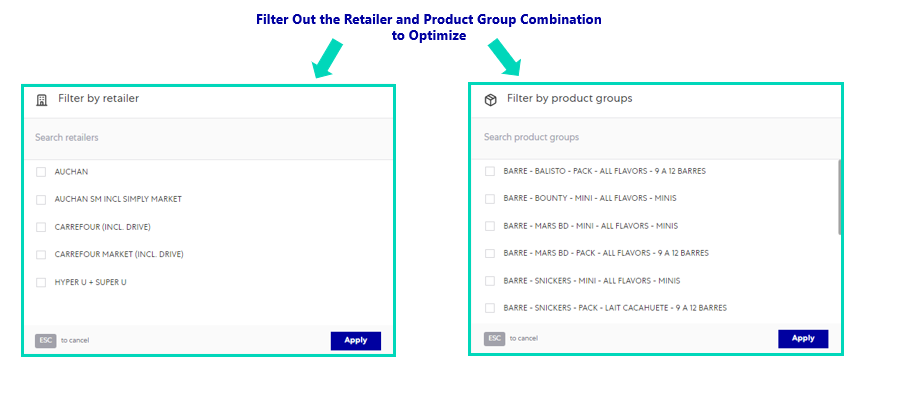 Filter Out the Retailer and Product Group Combination
to Optimize
Filter by retailer
Search retailers
AUCHAN
AUCHAN SM INCL SIMPLY MARKET
CARREFOUR (INCL. DRIVE)
CARREFOUR MARKET (INCL. DRIVE)
HYPER U + SUPER U
ESC to cancel Apply
Filter by product groups
Search product groups
BARRE - BALISTO - PACK - ALL FLAVORS - 9 A 12 BARRES
BARRE - BOUNTY - MINI - ALL FLAVORS - MINIS
BARRE - MARS BD - MINI - ALL FLAVORS - MINIS
BARRE - MARS BD - PACK - ALL FLAVORS - 9 A 12 BARRES
BARRE - SNICKERS - MINI - ALL FLAVORS - MINIS
BARRE - SNICKERS - PACK - LAIT CACAHUETE - 9 A 12 BARRES
ESC to cancel Apply